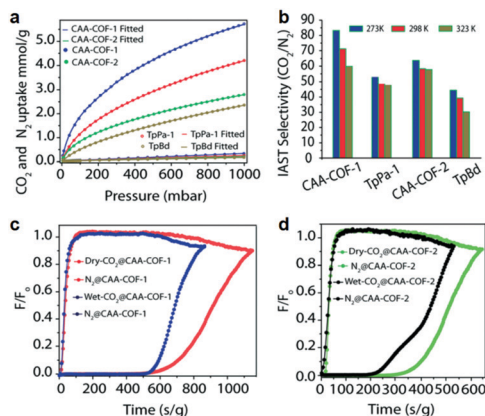 a
5.0
4.0
3.0
2.0
1.0
0.0
CO2 and N2 uptake mmol/g
CAA-COF-1 Fitted
CAA-COF-2 Fitted
CAA-COF-1
CAA-COF-2
TpPa-1
TpPa-1 Fitted
TpBd
TpBd Fitted
0 200 400 600 800 1000
Pressure (mbar)
b
90
80
70
60
50
40
30
20
10
0
IAST Selectivity (CO2/N2)
273K 298 K 323 K
CAA-COF-1
TpPa-1
CAA-COF-2
TpBd
c
1.0
0.8
0.6
0.4
0.2
0.0
F/Fo
Dry-CO2@CAA-COF-1
N2@CAA-COF-1
Wet-CO2@CAA-COF-1
N2@CAA-COF-1
0 200 400 600 800 1000
Time (s/g)
d
1.0
0.8
0.6
0.4
0.2
0.0
F/Fo
Dry-CO2@CAA-COF-2
N2@CAA-COF-2
Wet-CO2@CAA-COF-2
N2@CAA-COF-2
0 100 200 300 400 500 600
Time (s/g)